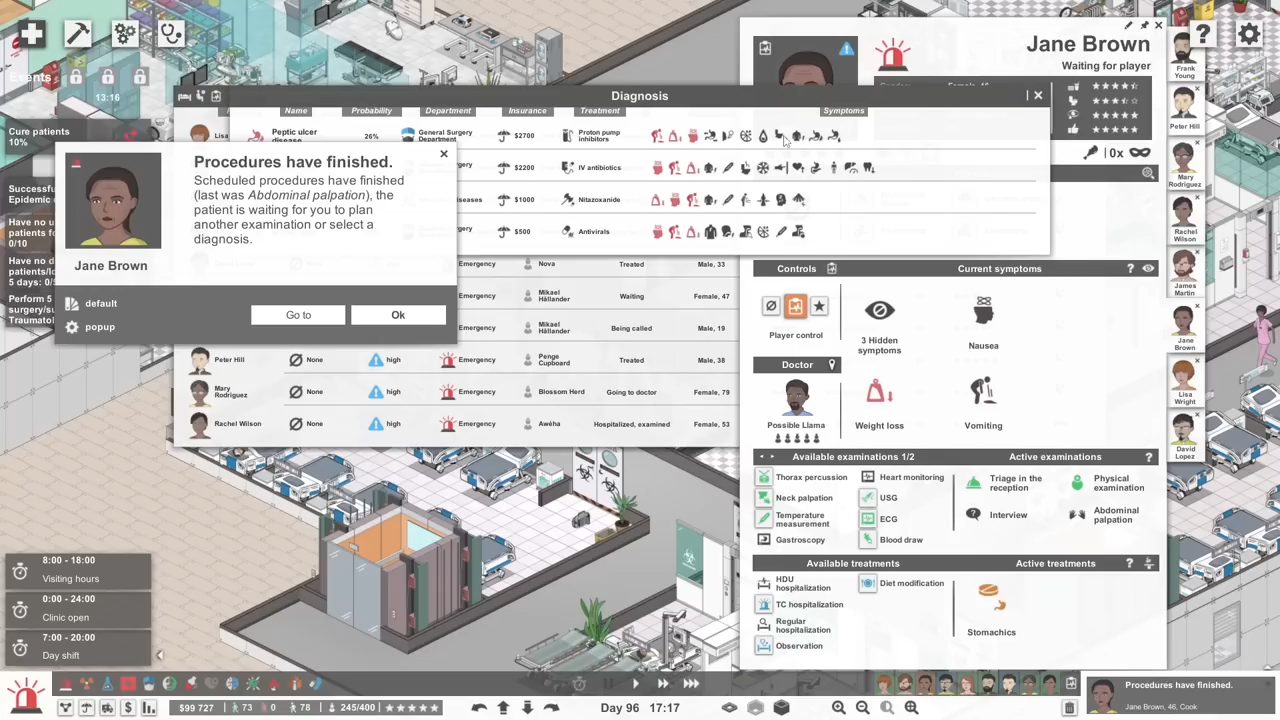 Events
13:16
Cure patients
10%
Successfu
Epidemic
Have no u
patients fo
0/10
Have no d
patients/lo
5 days: 0/5
Perform 5
surgery/su
Traumatol
Diagnosis
Name Probability Department Insurance Treatment Symptoms
Lisa
Peptic ulcer disease 26% General Surgery Department $2700 Proton pump inhibitors
$2200 IV antibiotics
$1000 Nitazoxanide
$500 Antivirals
Procedures have finished.
Scheduled procedures have finished
(last was Abdominal palpation), the
patient is waiting for you to plan
another examination or select a
diagnosis.
Jane Brown
default
popup
Go to
Ok
Emergency Nova Treated Male, 33
Emergency Mikael Hällander Waiting Female, 47
Emergency Mikael Hällander Being called Male, 19
Peter Hill None high Emergency Penge Cupboard Treated Male, 38
Mary Rodriguez None high Emergency Blossom Herd Going to doctor Female, 79
Rachel Wilson None high Emergency Awéha Hospitalized, examined Female, 53
Jane Brown
Waiting for player
0x
Controls
Current symptoms
?
Player control
3 Hidden symptoms
Nausea
Doctor
Possible Llama
Weight loss
Vomiting
Available examinations 1/2
Active examinations
?
Thorax percussion
Heart monitoring
Neck palpation
USG
Temperature measurement
ECG
Gastroscopy
Blood draw
Triage in the reception
Physical examination
Interview
Abdominal palpation
Available treatments
Active treatments
?
HDU hospitalization
Diet modification
TC hospitalization
Regular hospitalization
Observation
Stomachics
?
Frank Young
Peter Hill
Mary Rodriguez
Rachel Wilson
James Martin
Jane Brown
Lisa Wright
David Lopez
8:00 - 18:00
Visiting hours
0:00 - 24:00
Clinic open
7:00 - 20:00
Day shift
$99 727
73
0
78
245/400
Day 96 17:17
Procedures have finished.
Jane Brown, 46, Cook